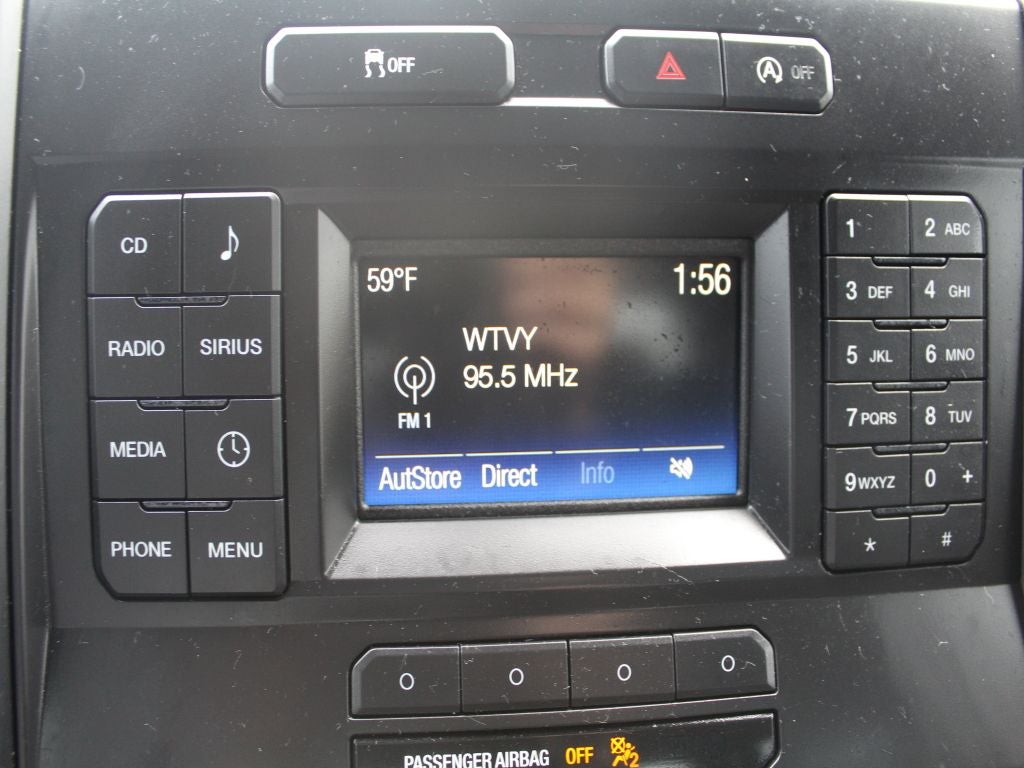 OFF
A OFF
CD
RADIO SIRIUS
MEDIA
PHONE MENU
59°F 1:56
WTVY
95.5 MHz
FM 1
AutStore Direct Info
1 2 ABC
3 DEF 4 GHI
5 JKL 6 MNO
7 PQRS 8 TUV
9 WXYZ 0 +
* #
PASSENGER AIRBAG OFF 2